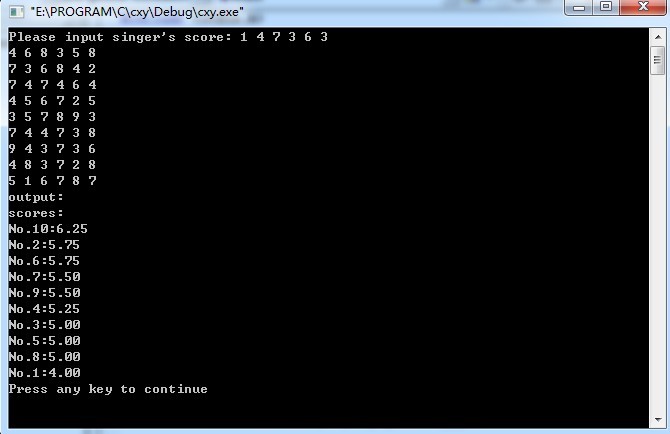 "E:\PROGRAM\C\cxy\Debug\cxy.exe"
Please input singer's score: 1 4 7 3 6 3
4 6 8 3 5 8
7 3 6 8 4 2
7 4 7 4 6 4
4 5 6 7 2 5
3 5 7 8 9 3
7 4 4 7 3 8
9 4 3 7 3 6
4 8 3 7 2 8
5 1 6 7 8 7
output:
scores:
No.10:6.25
No.2:5.75
No.6:5.75
No.7:5.50
No.9:5.50
No.4:5.25
No.3:5.00
No.5:5.00
No.8:5.00
No.1:4.00
Press any key to continue